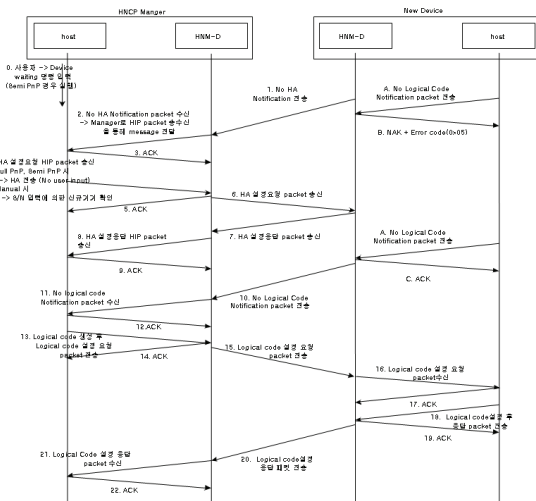 HNCP Manger
New Device
host
HNM-D
HNM-D
host
0. 사용자 -> Device
waiting 명령 입력
(Semi PnP 경우 실행)
1. No HA
Notification 전송
A. No Logical Code
Notification packet 전송
2. No HA Notification packet 수신
-> Manager로 HIP packet 송수신
을 통해 message 전달
B. NAK + Error code(0x05)
3. ACK
HA 설정요청 HIP packet 송신
ull PnP, Semi PnP 시
-> HA 전송 (No user input)
Manual 시
-> S/N 입력에 의한 신규기기 확인
6. HA 설정요청 packet 송신
5. ACK
8. HA 설정응답 HIP packet
송신
7. HA 설정응답 packet 송신
A. No Logical Code
Notification packet 전송
9. ACK
C. ACK
11. No logical code
Notification packet 수신
10. No Logical Code
Notification packet 전송
12.ACK
13. Logical code 생성 후
Logical code 설정 요청
packet 전송
14. ACK
15. Logical code 설정 요청
packet 전송
16. Logical code 설정 요청
packet수신
17. ACK
18. Logical code설정 후
응답 packet 전송
19. ACK
21. Logical Code 설정 응답
packet 수신
20. Logical code설정
응답 패킷 전송
22. ACK